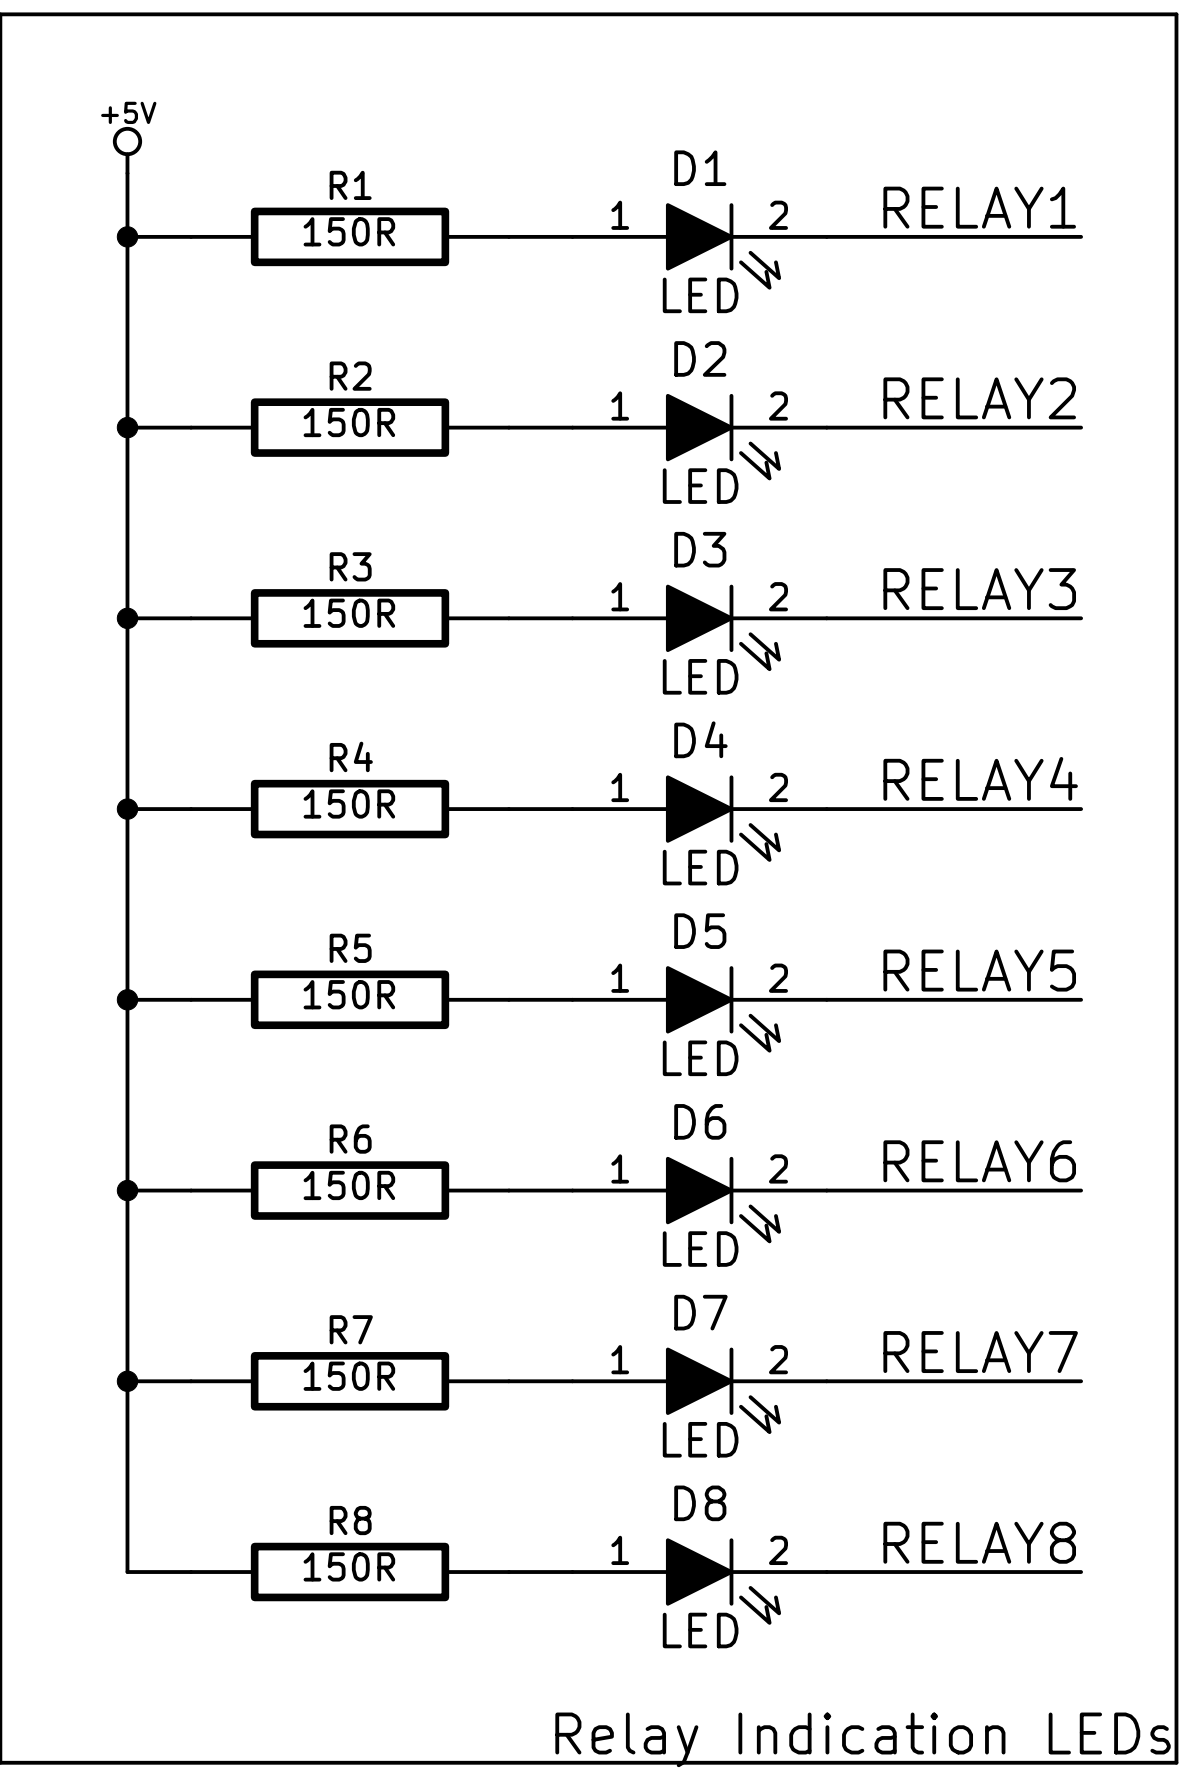 +5V
R1
150R
1
D1
LED
2
RELAY1
R2
150R
1
D2
LED
2
RELAY2
R3
150R
1
D3
LED
2
RELAY3
R4
150R
1
D4
LED
2
RELAY4
R5
150R
1
D5
LED
2
RELAY5
R6
150R
1
D6
LED
2
RELAY6
R7
150R
1
D7
LED
2
RELAY7
R8
150R
1
D8
LED
2
RELAY8
Relay Indication LEDs